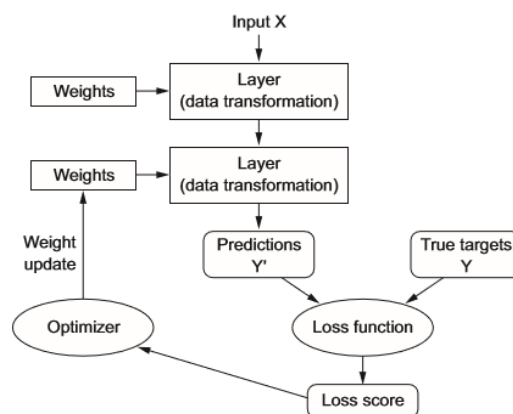 Input X
Weights
Layer
(data transformation)
Weights
Layer
(data transformation)
Weight
update
Predictions
Y'
True targets
Y
Optimizer
Loss function
Loss score